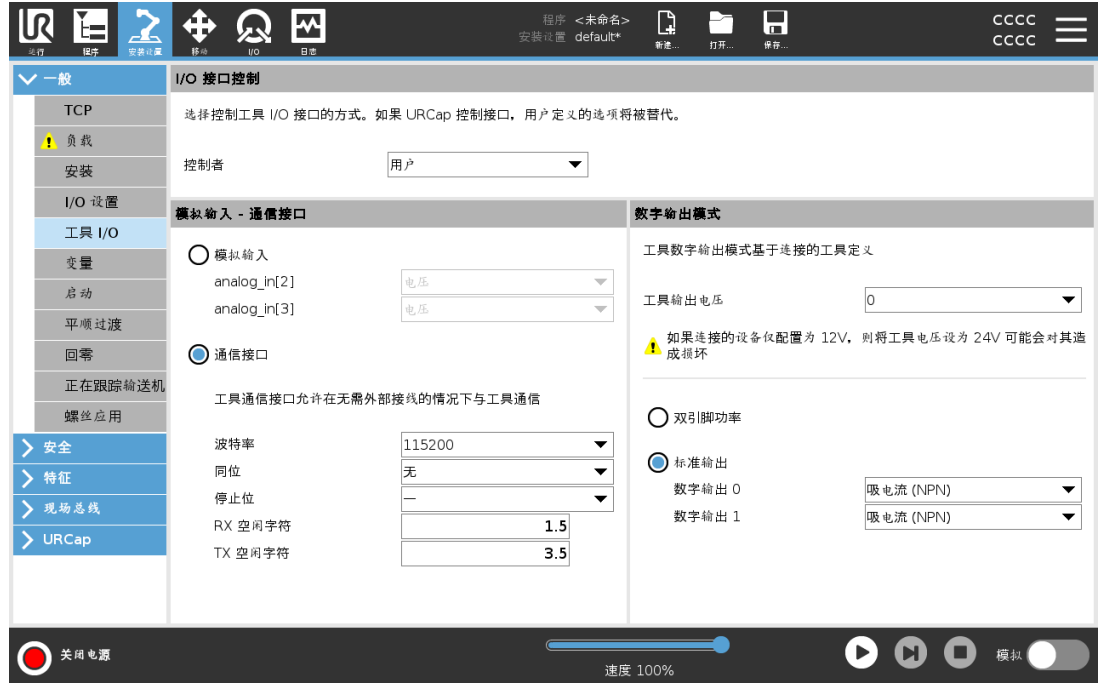 程序 <未命名>
安装设置 default*
cccc
cccc
运行
程序
安装设置
移动
I/O
日志
新建...
打开...
保存...
一般
TCP
负载
安装
I/O 设置
工具 I/O
变量
启动
平顺过渡
回零
正在跟踪输送机
螺丝应用
安全
特征
现场总线
URCap
I/O 接口控制
选择控制工具 I/O 接口的方式。如果 URCap 控制接口，用户定义的选项将被替代。
控制者 用户
模拟输入 - 通信接口
模拟输入
analog_in[2] 电压
analog_in[3] 电压
通信接口
工具通信接口允许在无需外部接线的情况下与工具通信
波特率 115200
同位 无
停止位 一
RX 空闲字符 1.5
TX 空闲字符 3.5
数字输出模式
工具数字输出模式基于连接的工具定义
工具输出电压 0
如果连接的设备仅配置为 12V，则将工具电压设为 24V 可能会对其造
成损坏
双引脚功率
标准输出
数字输出 0 吸电流 (NPN)
数字输出 1 吸电流 (NPN)
关闭电源
速度 100%
模拟